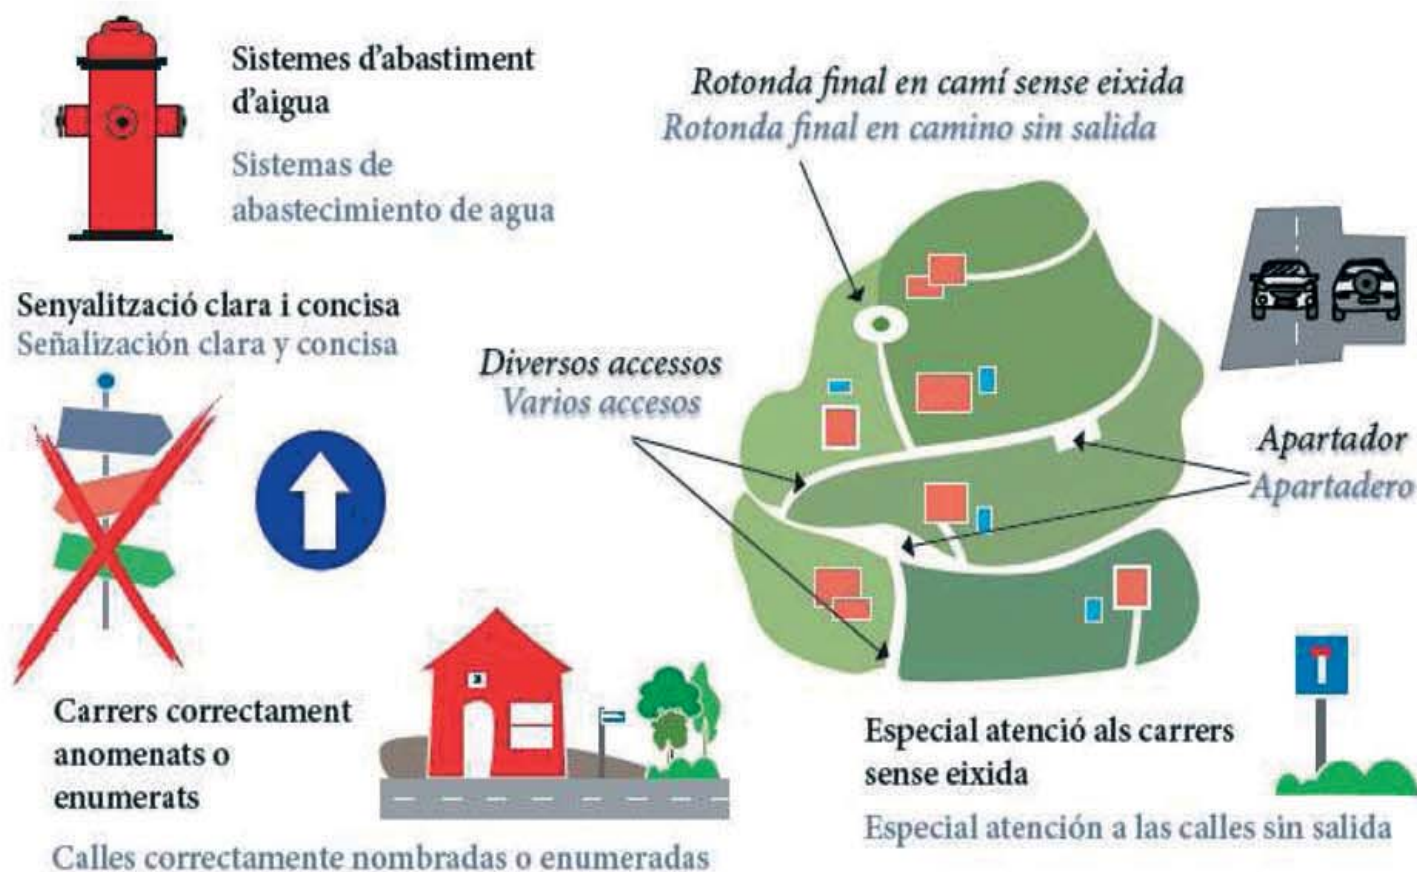 Sistemes d'abastiment
d'aigua
Sistemas de
abastecimiento de agua
Rotonda final en camí sense eixida
Rotonda final en camino sin salida
Senyalització clara i concisa
Señalización clara y concisa
Diversos accessos
Varios accesos
Apartador
Apartadero
Carrers correctament
anomenats o
enumerats
Calles correctamente nombradas o enumeradas
Especial atenció als carrers
sense eixida
Especial atención a las calles sin salida